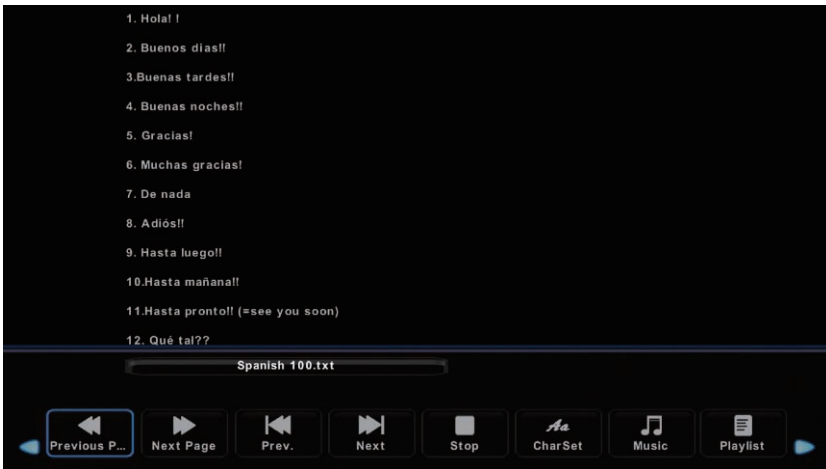 1. Hola! !
2. Buenos dias!!
3.Buenas tardes!!
4. Buenas noches!!
5. Gracias!
6. Muchas gracias!
7. De nada
8. Adiós!!
9. Hasta luego!!
10.Hasta mañana!!
11.Hasta pronto!! (=see you soon)
12. Qué tal??
Spanish 100.txt
Previous P... Next Page Prev. Next Stop CharSet Music Playlist